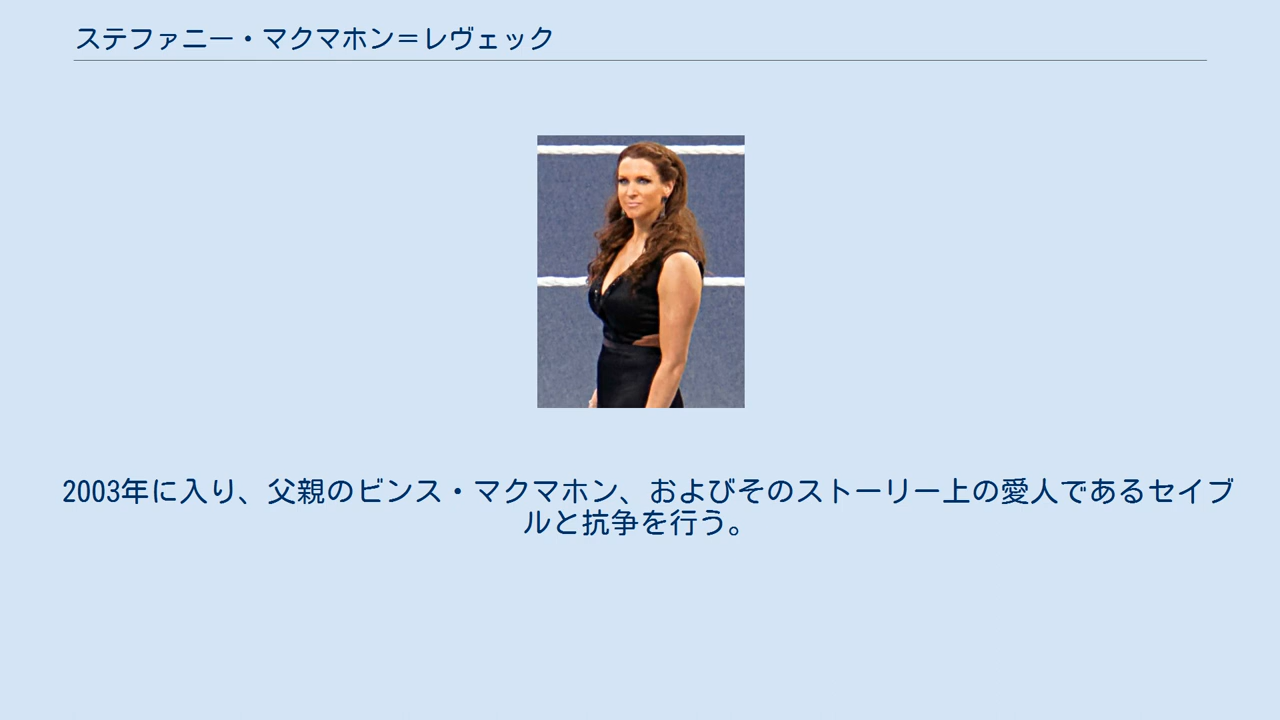 ステファニー・マクマホン＝レヴェック
2003年に入り、父親のビンス・マクマホン、およびそのストーリー上の愛人であるセイブ
ルと抗争を行う。